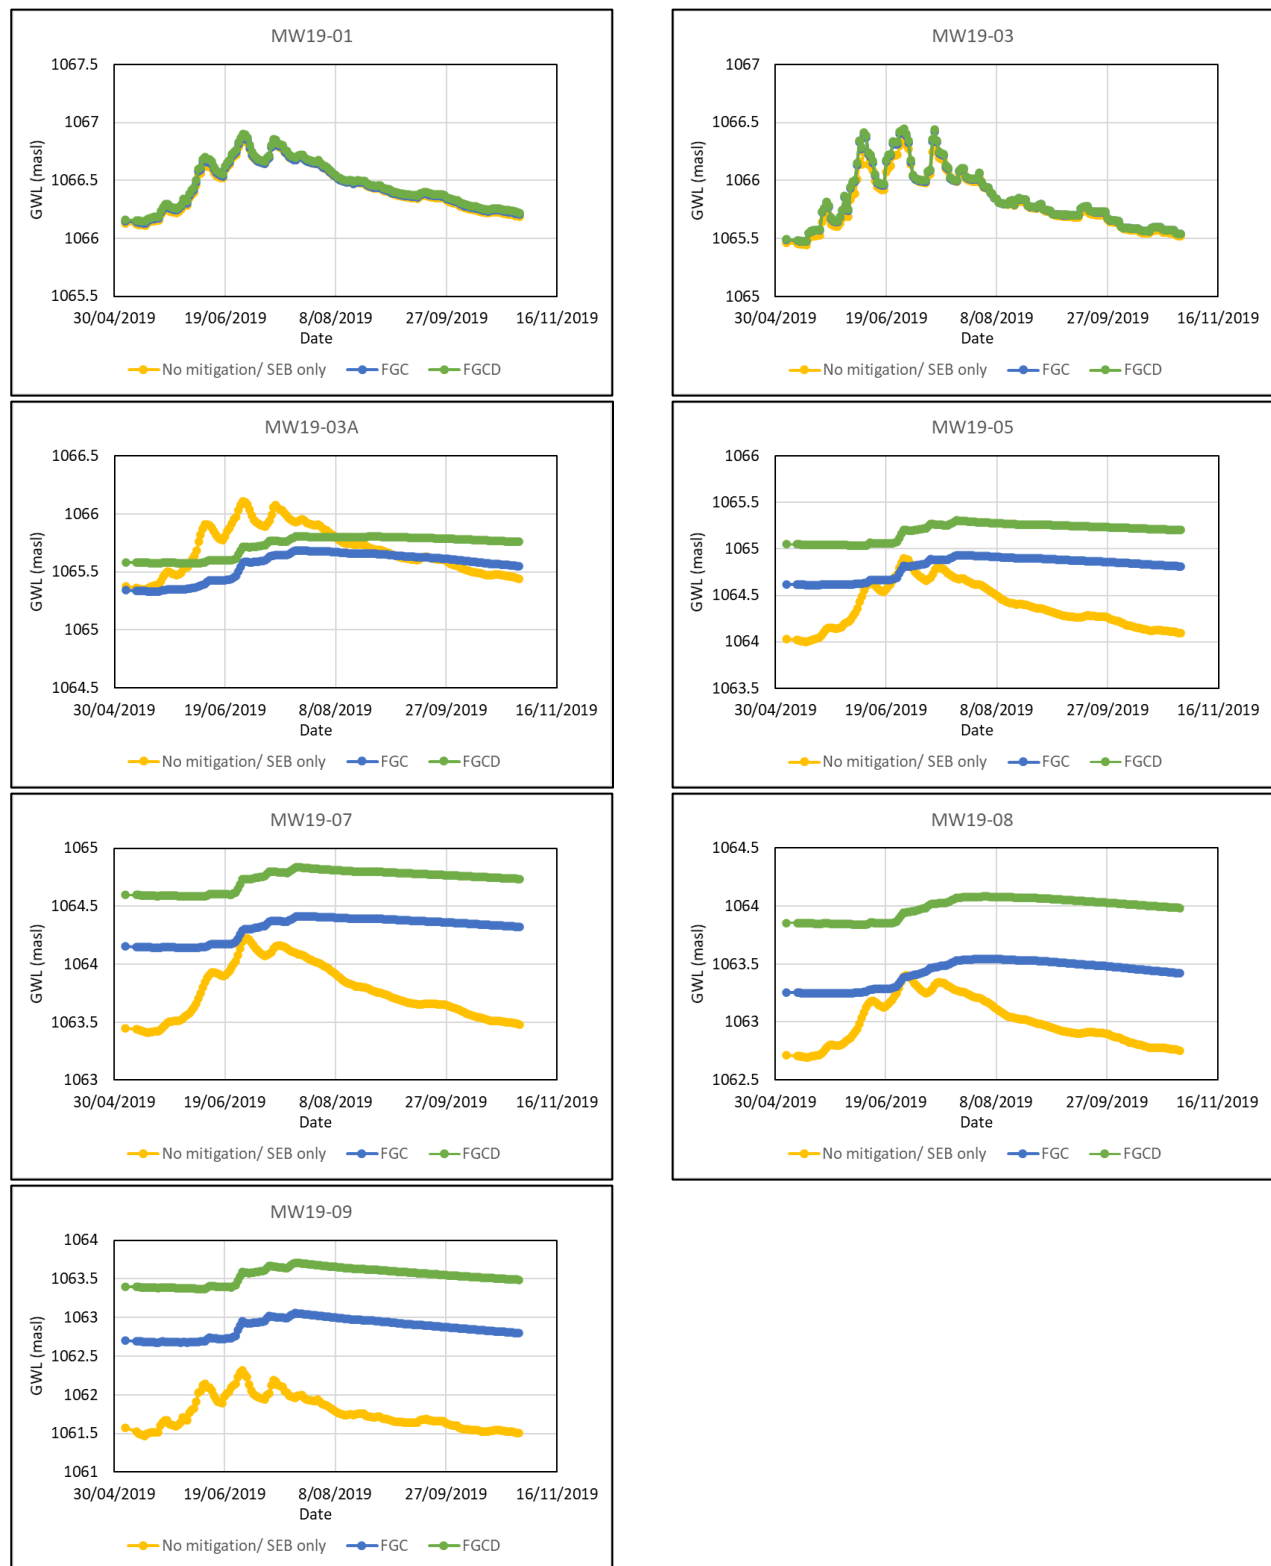 MW19-01
1067.5
1067
1066.5
1066
1065.5
GWL (masl)
30/04/2019 19/06/2019 8/08/2019 27/09/2019 16/11/2019
Date
No mitigation/ SEB only FGC FGCD
MW19-03
1067
1066.5
1066
1065.5
1065
GWL (masl)
30/04/2019 19/06/2019 8/08/2019 27/09/2019 16/11/2019
Date
No mitigation/ SEB only FGC FGCD
MW19-03A
1066.5
1066
1065.5
1065
1064.5
GWL (masl)
30/04/2019 19/06/2019 8/08/2019 27/09/2019 16/11/2019
Date
No mitigation/ SEB only FGC FGCD
MW19-05
1066
1065.5
1065
1064.5
1064
1063.5
GWL (masl)
30/04/2019 19/06/2019 8/08/2019 27/09/2019 16/11/2019
Date
No mitigation/ SEB only FGC FGCD
MW19-07
1065
1064.5
1064
1063.5
1063
GWL (masl)
30/04/2019 19/06/2019 8/08/2019 27/09/2019 16/11/2019
Date
No mitigation/ SEB only FGC FGCD
MW19-08
1064.5
1064
1063.5
1063
1062.5
GWL (masl)
30/04/2019 19/06/2019 8/08/2019 27/09/2019 16/11/2019
Date
No mitigation/ SEB only FGC FGCD
MW19-09
1064
1063.5
1063
1062.5
1062
1061.5
1061
GWL (masl)
30/04/2019 19/06/2019 8/08/2019 27/09/2019 16/11/2019
Date
No mitigation/ SEB only FGC FGCD